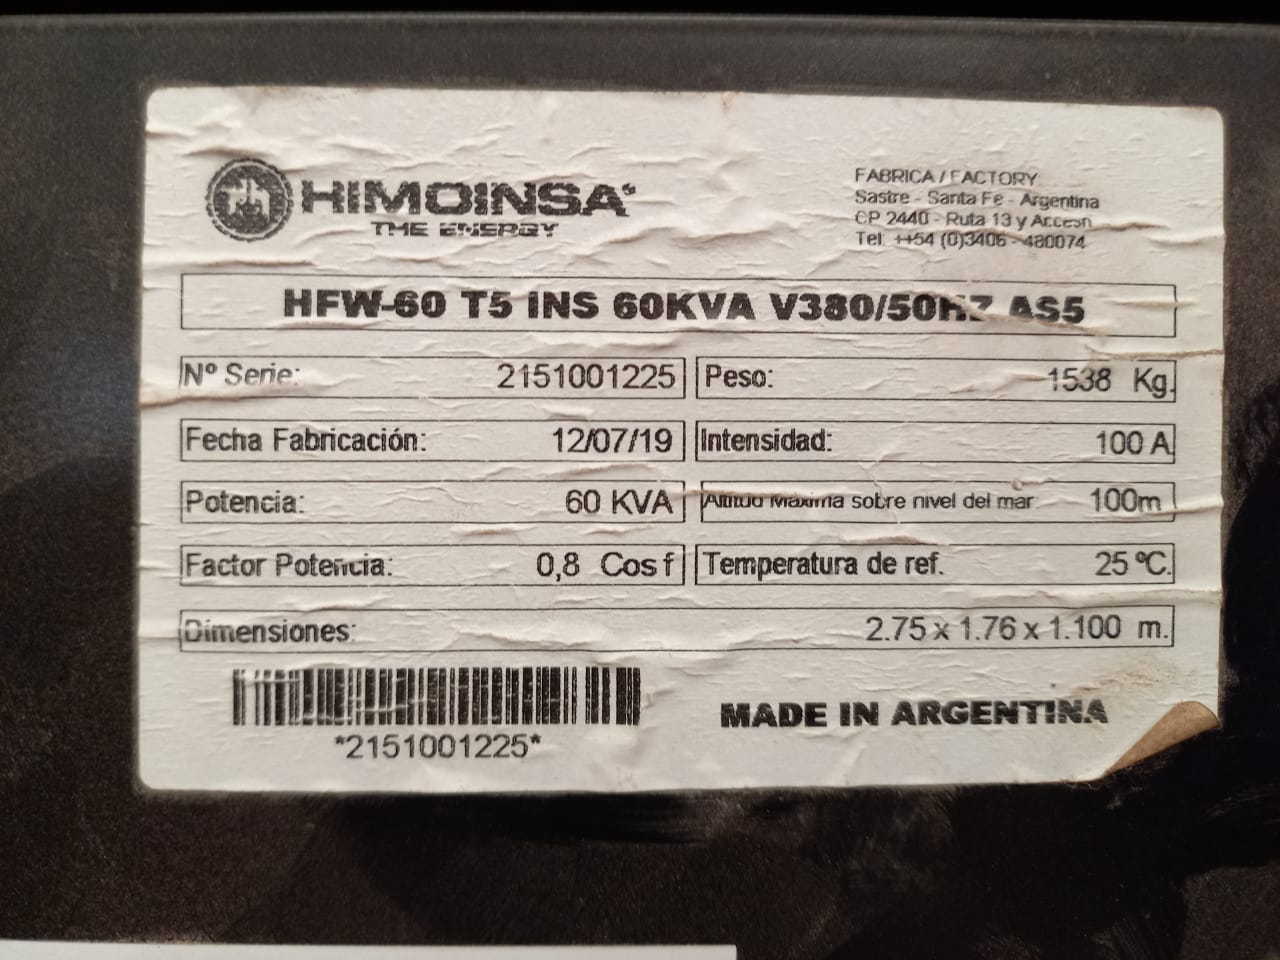 HIMOINSA®
THE ENERGY
FABRICA / FACTORY
Sastre - Santa Fe - Argentina
CP 2440 - Ruta 13 y Acceso
Tel: ++54 (0)3406 - 480074
HFW-60 T5 INS 60KVA V380/50HZ AS5
Nº Serie: 2151001225
Peso: 1538 Kg.
Fecha Fabricación: 12/07/19
Intensidad: 100 A
Potencia: 60 KVA
Altitud Maxima sobre nivel del mar 100m
Factor Potencia: 0,8 Cos f
Temperatura de ref. 25 ºC.
Dimensiones: 2.75 x 1.76 x 1.100 m.
*2151001225*
MADE IN ARGENTINA